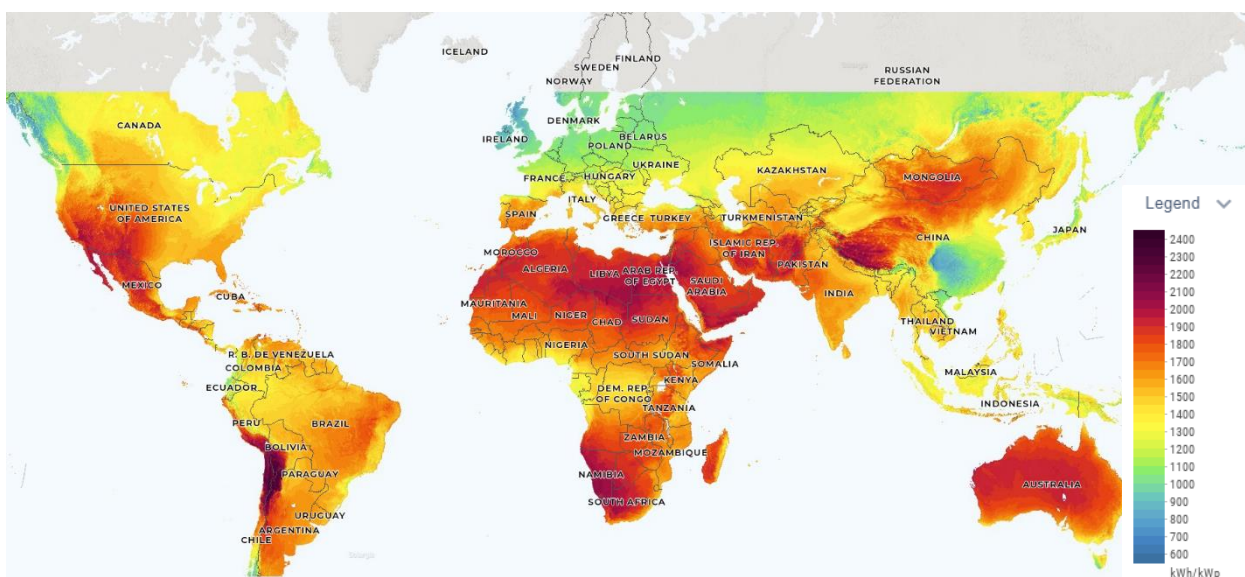 ICELAND
FINLAND
SWEDEN
NORWAY
RUSSIAN
FEDERATION
CANADA
IRELAND
DENMARK
BELARUS
POLAND
UKRAINE
FRANCE
HUNGARY
KAZAKHSTAN
MONGOLIA
ITALY
UNITED STATES
OF AMERICA
SPAIN
GREECE
TURKEY
TURKMENISTAN
CHINA
JAPAN
MOROCCO
ISLAMIC REP.
OF IRAN
ALGERIA
LIBYA
ARAB REP.
OF EGYPT
PAKISTAN
SAUDI
ARABIA
MEXICO
CUBA
INDIA
MAURITANIA
MALI
NIGER
CHAD
SUDAN
THAILAND
VIETNAM
NIGERIA
R. B. DE VENEZUELA
COLOMBIA
SOUTH SUDAN
SOMALIA
MALAYSIA
ECUADOR
DEM. REP.
OF CONGO
KENYA
INDONESIA
TANZANIA
PERU
BRAZIL
ZAMBIA
BOLIVIA
MOZAMBIQUE
PARAGUAY
NAMIBIA
AUSTRALIA
SOUTH AFRICA
URUGUAY
ARGENTINA
CHILE
Legend
2400
2300
2200
2100
2000
1900
1800
1700
1600
1500
1400
1300
1200
1100
1000
900
800
700
600
kWh/kWp